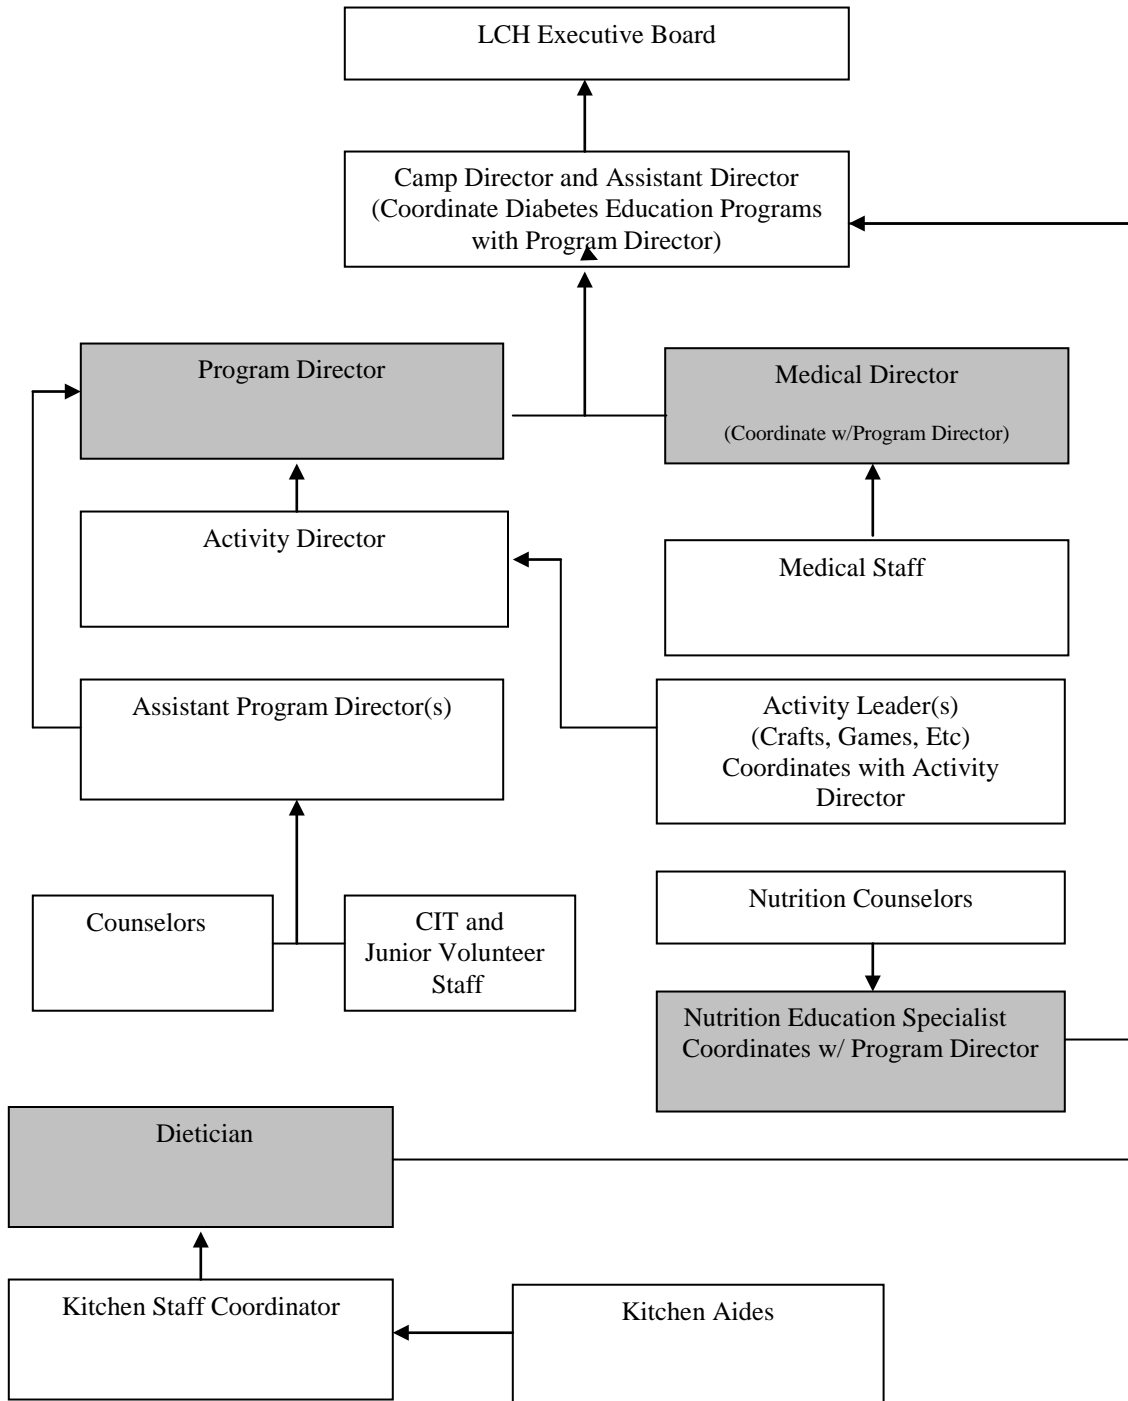 LCH Executive Board
Camp Director and Assistant Director
(Coordinate Diabetes Education Programs
with Program Director)
Program Director
Medical Director
(Coordinate w/Program Director)
Activity Director
Medical Staff
Assistant Program Director(s)
Activity Leader(s)
(Crafts, Games, Etc)
Coordinates with Activity
Director
Counselors
CIT and
Junior Volunteer
Staff
Nutrition Counselors
Nutrition Education Specialist
Coordinates w/ Program Director
Dietician
Kitchen Staff Coordinator
Kitchen Aides